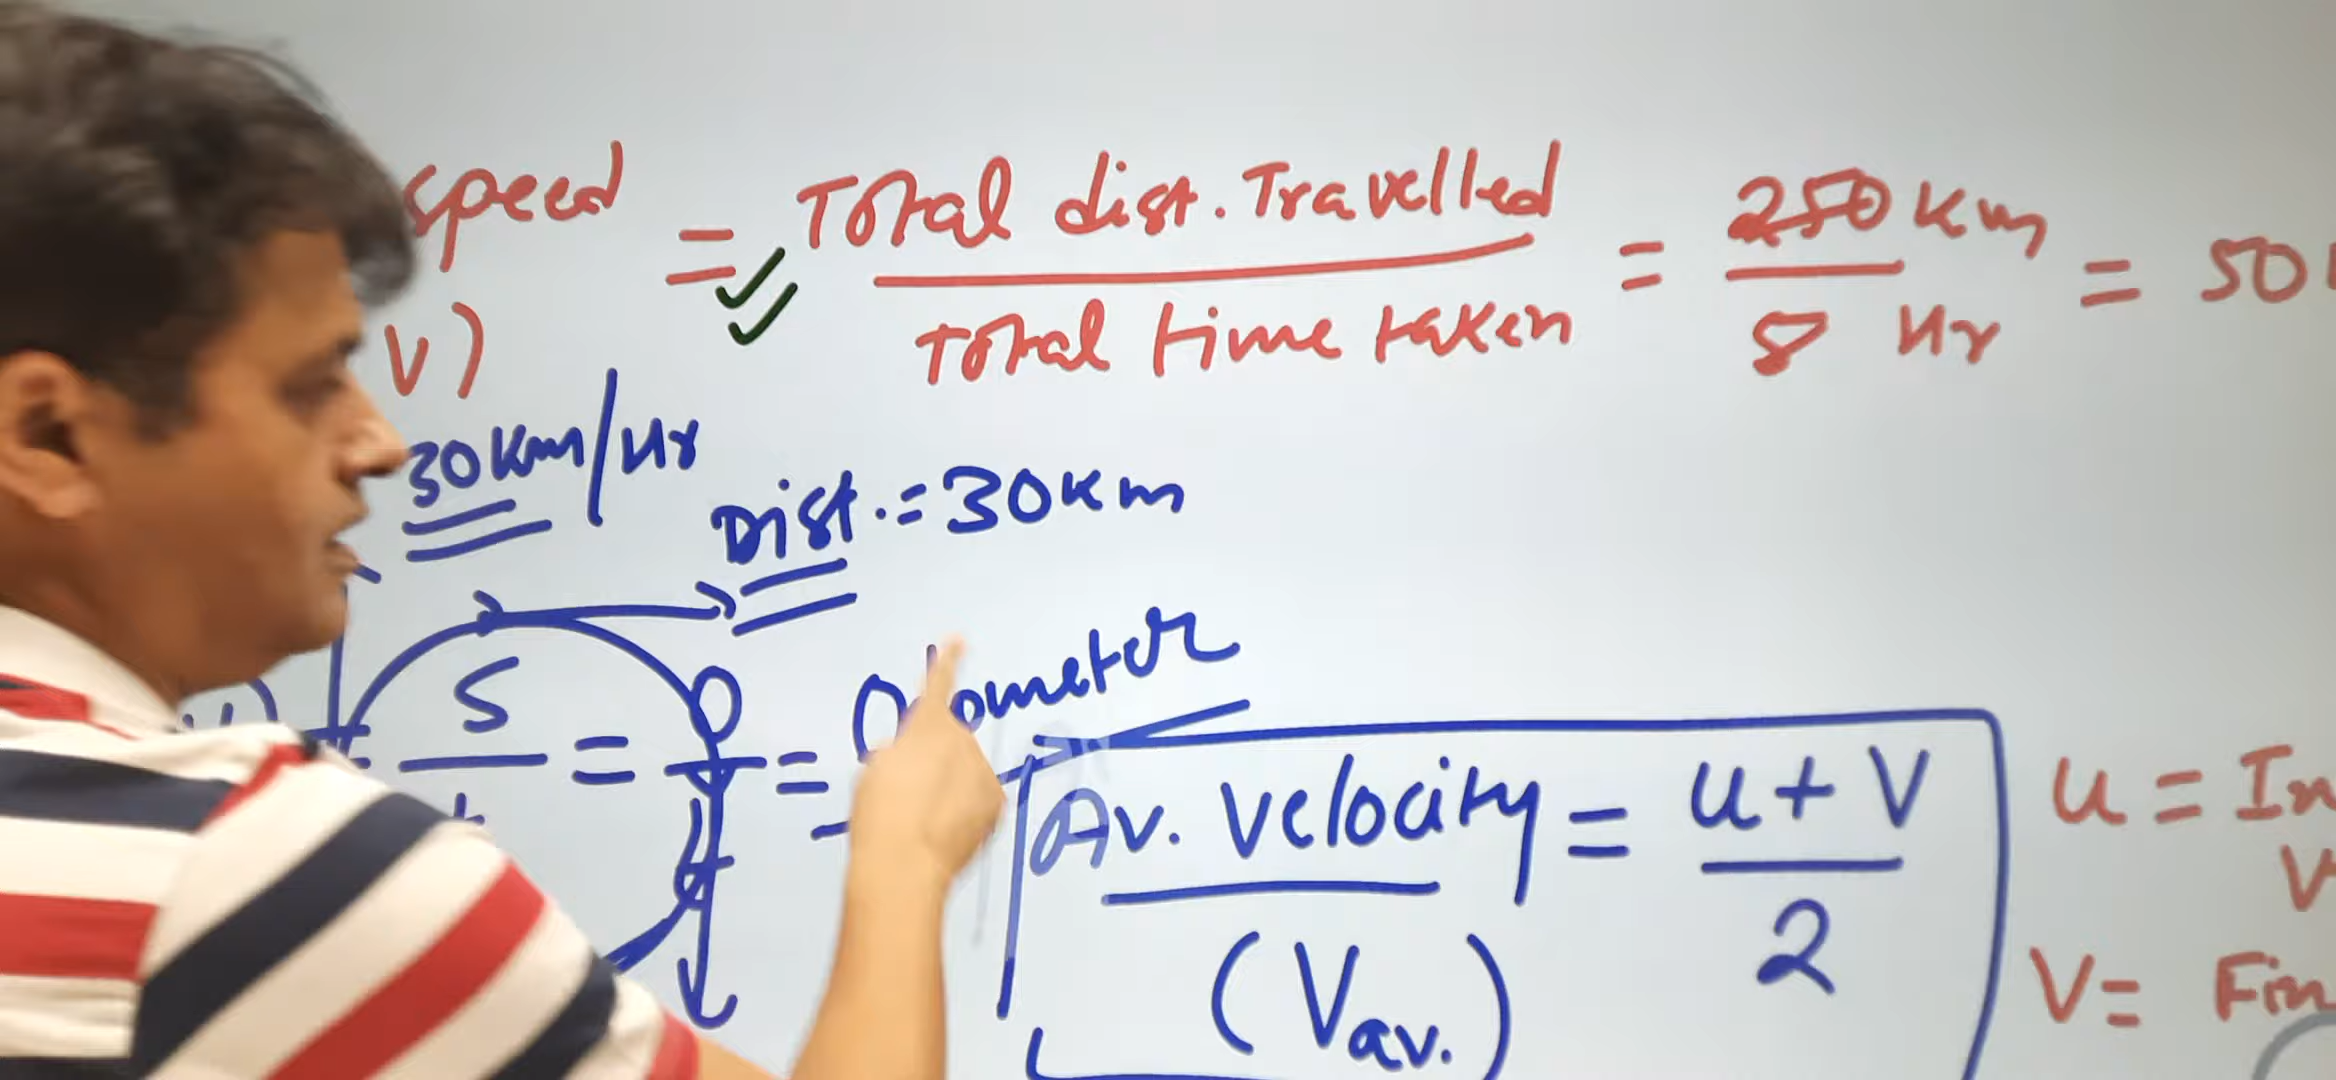 speed = Total dist. Travelled / Total time taken = 250 Km / 5 Hr = 50
V)
30 Km/Hr
Dist. = 30 Km
S / t = 0 =
Odometer
Av. Velocity = u + v / 2
(Vav.)
u = In
V
V = Fin